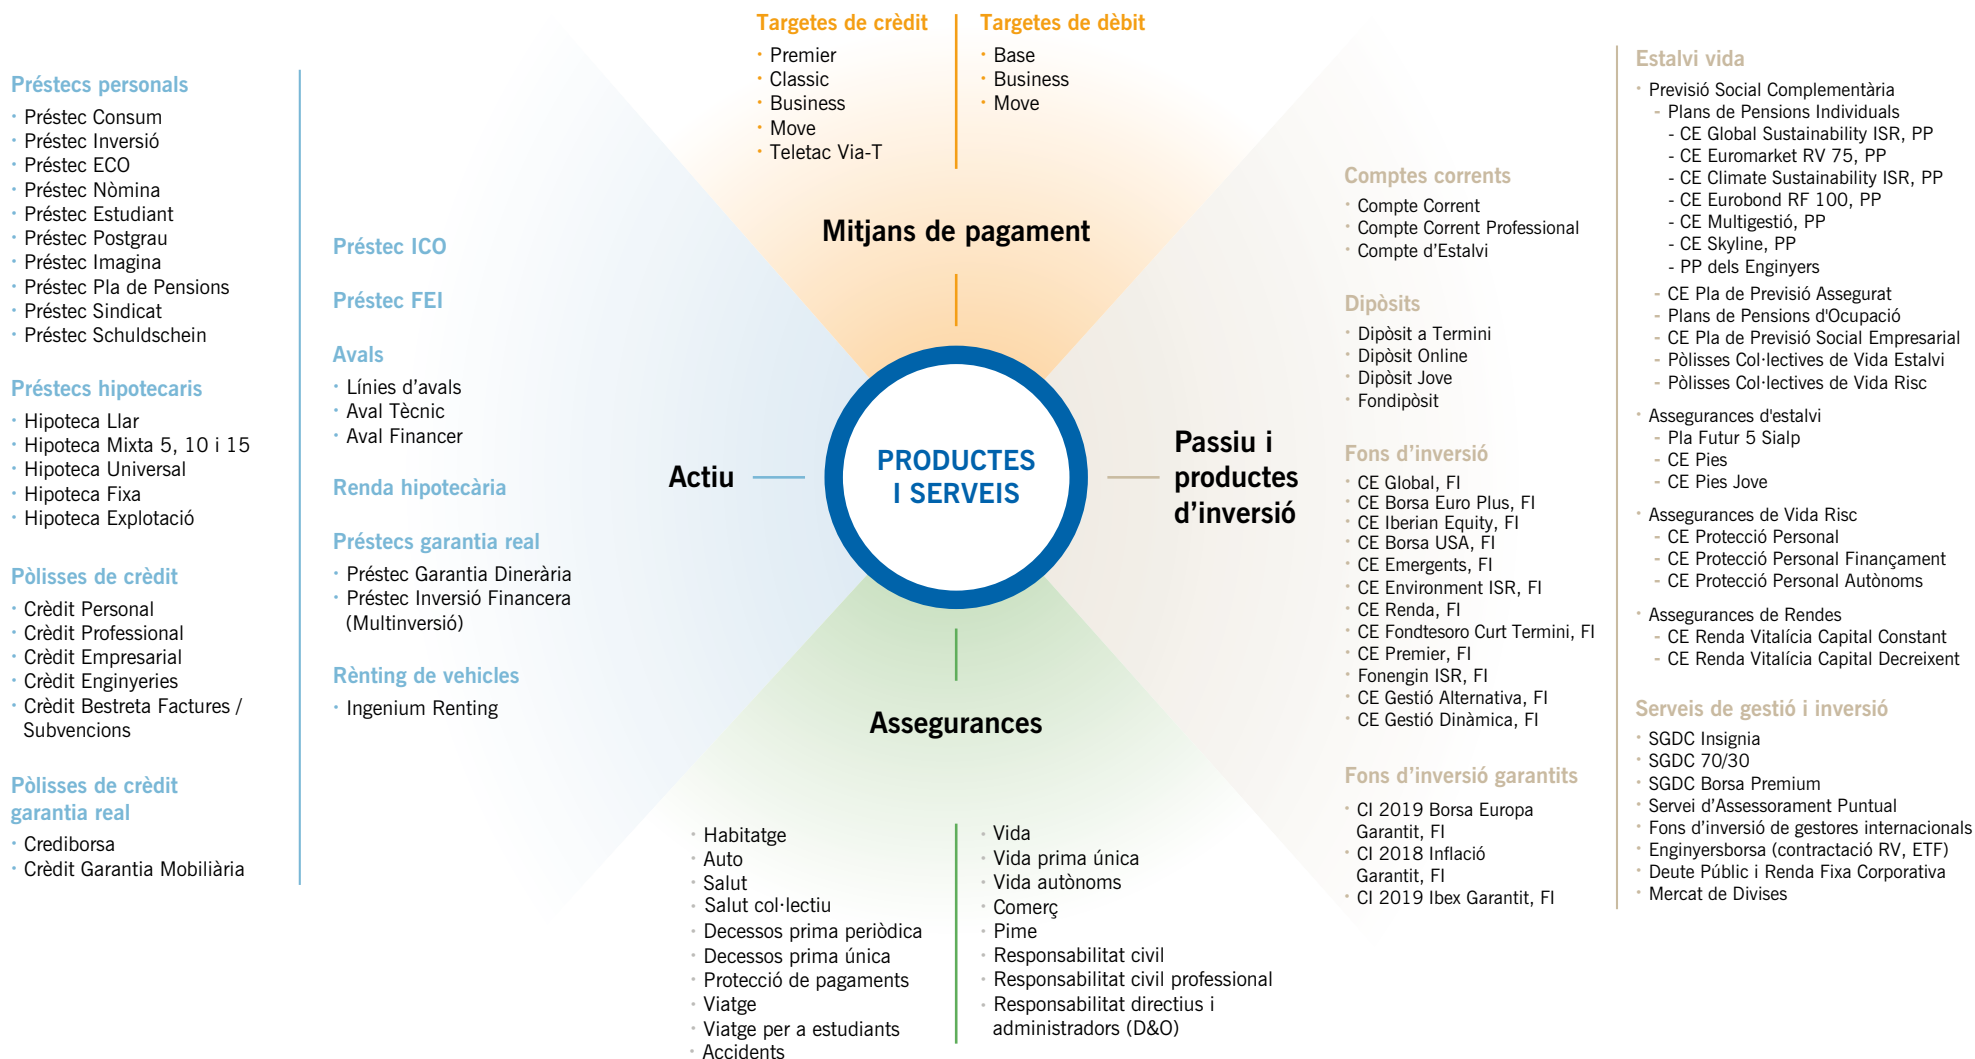 Targetes de crèdit
· Premier
· Classic
· Business
· Move
· Teletac Via-T
Targetes de dèbit
· Base
· Business
· Move
Mitjans de pagament
Préstecs personals
· Préstec Consum
· Préstec Inversió
· Préstec ECO
· Préstec Nòmina
· Préstec Estudiant
· Préstec Postgrau
· Préstec Imagina
· Préstec Pla de Pensions
· Préstec Sindicat
· Préstec Schuldschein
Préstecs hipotecaris
· Hipoteca Llar
· Hipoteca Mixta 5, 10 i 15
· Hipoteca Universal
· Hipoteca Fixa
· Hipoteca Explotació
Pòlisses de crèdit
· Crèdit Personal
· Crèdit Professional
· Crèdit Empresarial
· Crèdit Enginyeries
· Crèdit Bestreta Factures /
Subvencions
Pòlisses de crèdit
garantia real
· Crediborsa
· Crèdit Garantia Mobiliària
Préstec ICO
Préstec FEI
Avals
· Línies d’avals
· Aval Tècnic
· Aval Financer
Renda hipotecària
Préstecs garantia real
· Préstec Garantia Dinerària
· Préstec Inversió Financera
(Multinversió)
Rènting de vehicles
· Ingenium Renting
Actiu
PRODUCTES
I SERVEIS
Passiu i
productes
d’inversió
Comptes corrents
· Compte Corrent
· Compte Corrent Professional
· Compte d’Estalvi
Dipòsits
· Dipòsit a Termini
· Dipòsit Online
· Dipòsit Jove
· Fondipòsit
Fons d’inversió
· CE Global, FI
· CE Borsa Euro Plus, FI
· CE Iberian Equity, FI
· CE Borsa USA, FI
· CE Emergents, FI
· CE Environment ISR, FI
· CE Renda, FI
· CE Fondtesoro Curt Termini, FI
· CE Premier, FI
· Fonengin ISR, FI
· CE Gestió Alternativa, FI
· CE Gestió Dinàmica, FI
Fons d’inversió garantits
· CI 2019 Borsa Europa
Garantit, FI
· CI 2018 Inflació
Garantit, FI
· CI 2019 Ibex Garantit, FI
Estalvi vida
· Previsió Social Complementària
- Plans de Pensions Individuals
- CE Global Sustainability ISR, PP
- CE Euromarket RV 75, PP
- CE Climate Sustainability ISR, PP
- CE Eurobond RF 100, PP
- CE Multigestió, PP
- CE Skyline, PP
- PP dels Enginyers
- CE Pla de Previsió Assegurat
- Plans de Pensions d'Ocupació
- CE Pla de Previsió Social Empresarial
- Pòlisses Col·lectives de Vida Estalvi
- Pòlisses Col·lectives de Vida Risc
· Assegurances d'estalvi
- Pla Futur 5 Sialp
- CE Pies
- CE Pies Jove
· Assegurances de Vida Risc
- CE Protecció Personal
- CE Protecció Personal Finançament
- CE Protecció Personal Autònoms
· Assegurances de Rendes
- CE Renda Vitalícia Capital Constant
- CE Renda Vitalícia Capital Decreixent
Serveis de gestió i inversió
· SGDC Insignia
· SGDC 70/30
· SGDC Borsa Premium
· Servei d’Assessorament Puntual
· Fons d’inversió de gestores internacionals
· Enginyersborsa (contractació RV, ETF)
· Deute Públic i Renda Fixa Corporativa
· Mercat de Divises
Assegurances
· Habitatge
· Auto
· Salut
· Salut col·lectiu
· Decessos prima periòdica
· Decessos prima única
· Protecció de pagaments
· Viatge
· Viatge per a estudiants
· Accidents
· Vida
· Vida prima única
· Vida autònoms
· Comerç
· Pime
· Responsabilitat civil
· Responsabilitat civil professional
· Responsabilitat directius i
administradors (D&O)